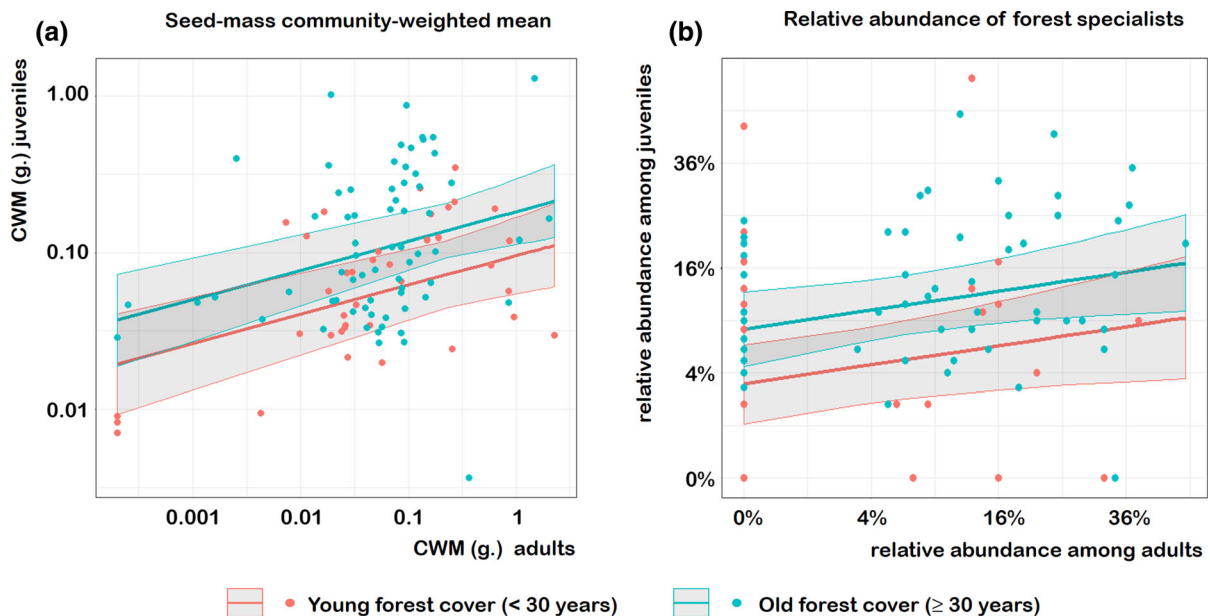 (a) Seed-mass community-weighted mean
CWM (g.) juveniles
1.00
0.10
0.01
0.001 0.01 0.1 1
CWM (g.) adults
(b) Relative abundance of forest specialists
relative abundance among juveniles
36%
16%
4%
0%
0% 4% 16% 36%
relative abundance among adults
Young forest cover (< 30 years) Old forest cover (≥ 30 years)